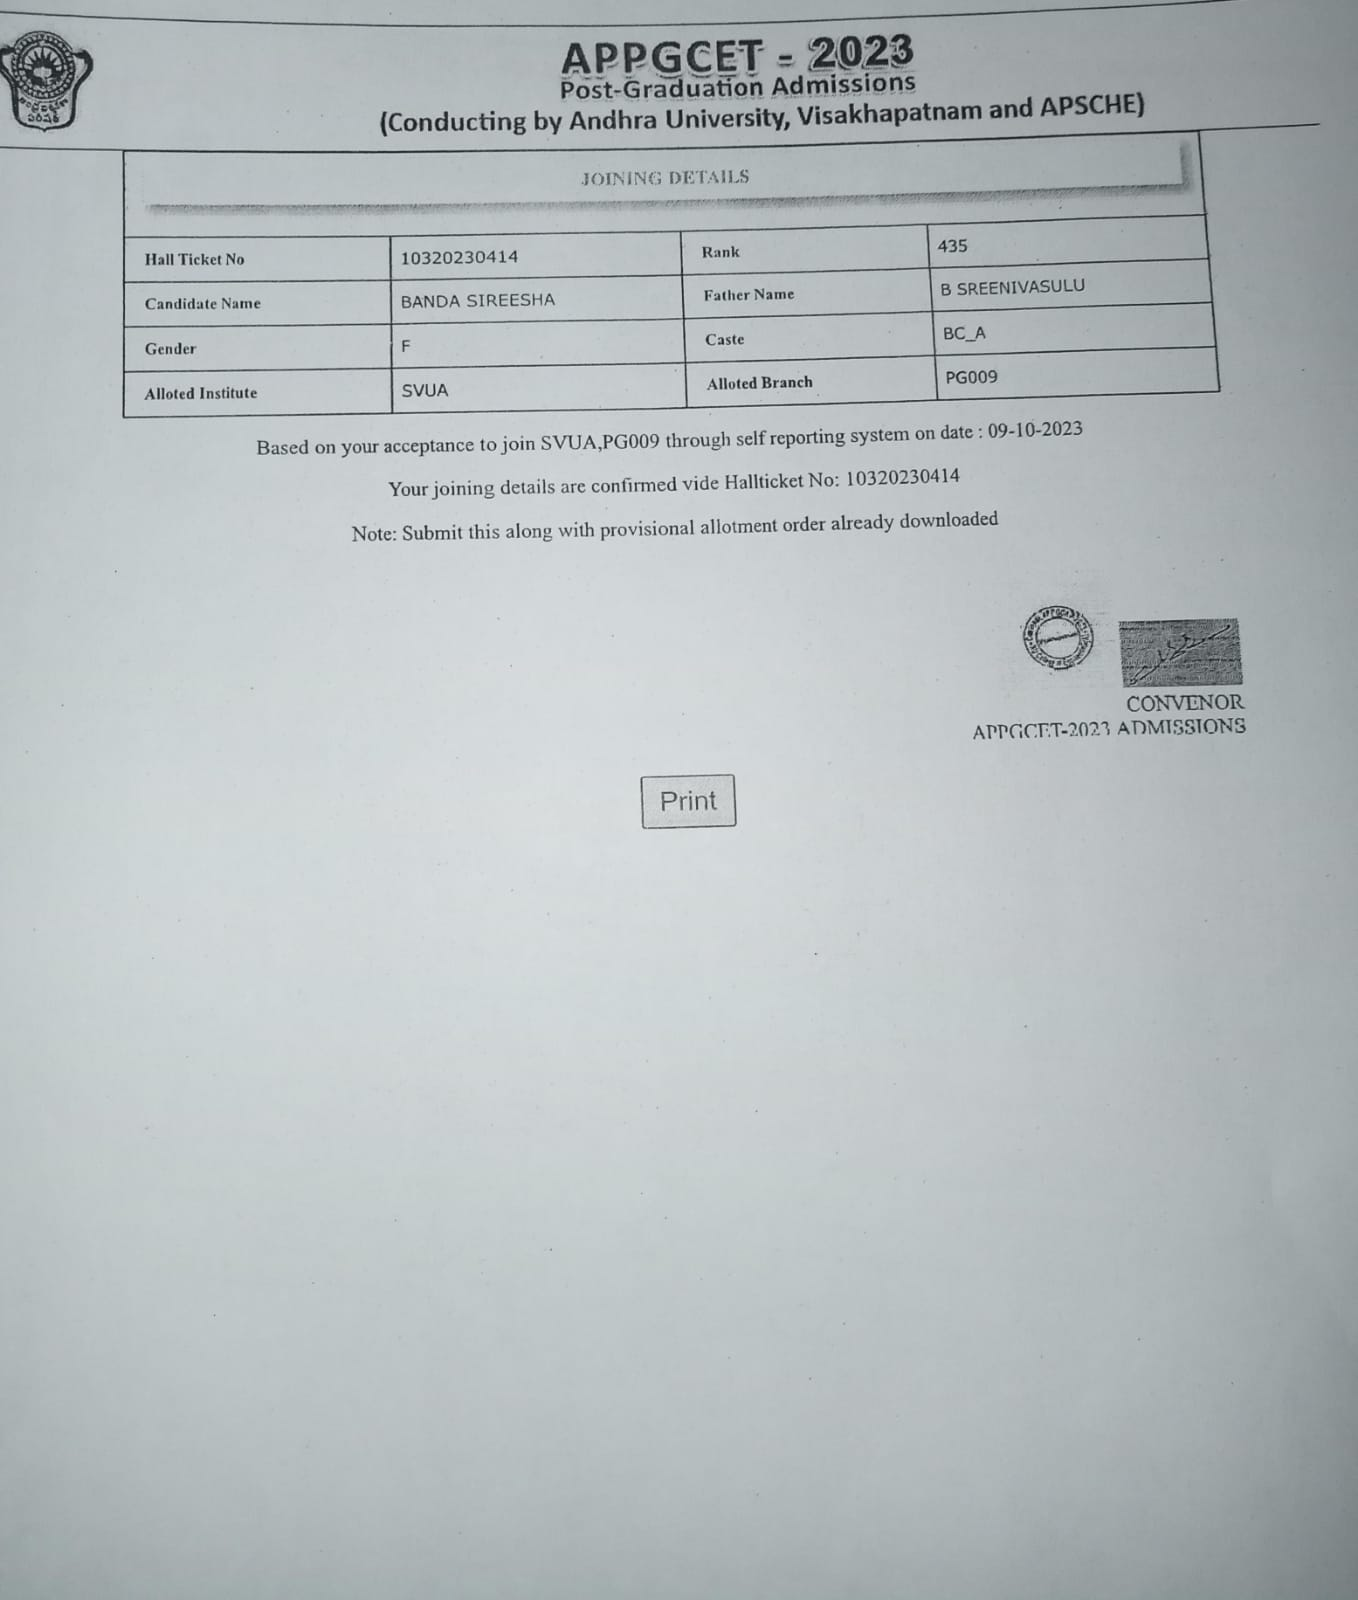 APPGCET - 2023
Post-Graduation Admissions
(Conducting by Andhra University, Visakhapatnam and APSCHE)
JOINING DETAILS
Hall Ticket No 10320230414 Rank 435
Candidate Name BANDA SIREESHA Father Name B SREENIVASULU
Gender F Caste BC_A
Alloted Institute SVUA Alloted Branch PG009
Based on your acceptance to join SVUA,PG009 through self reporting system on date : 09-10-2023
Your joining details are confirmed vide Hallticket No: 10320230414
Note: Submit this along with provisional allotment order already downloaded
CONVENOR
APPGCET-2023 ADMISSIONS
Print